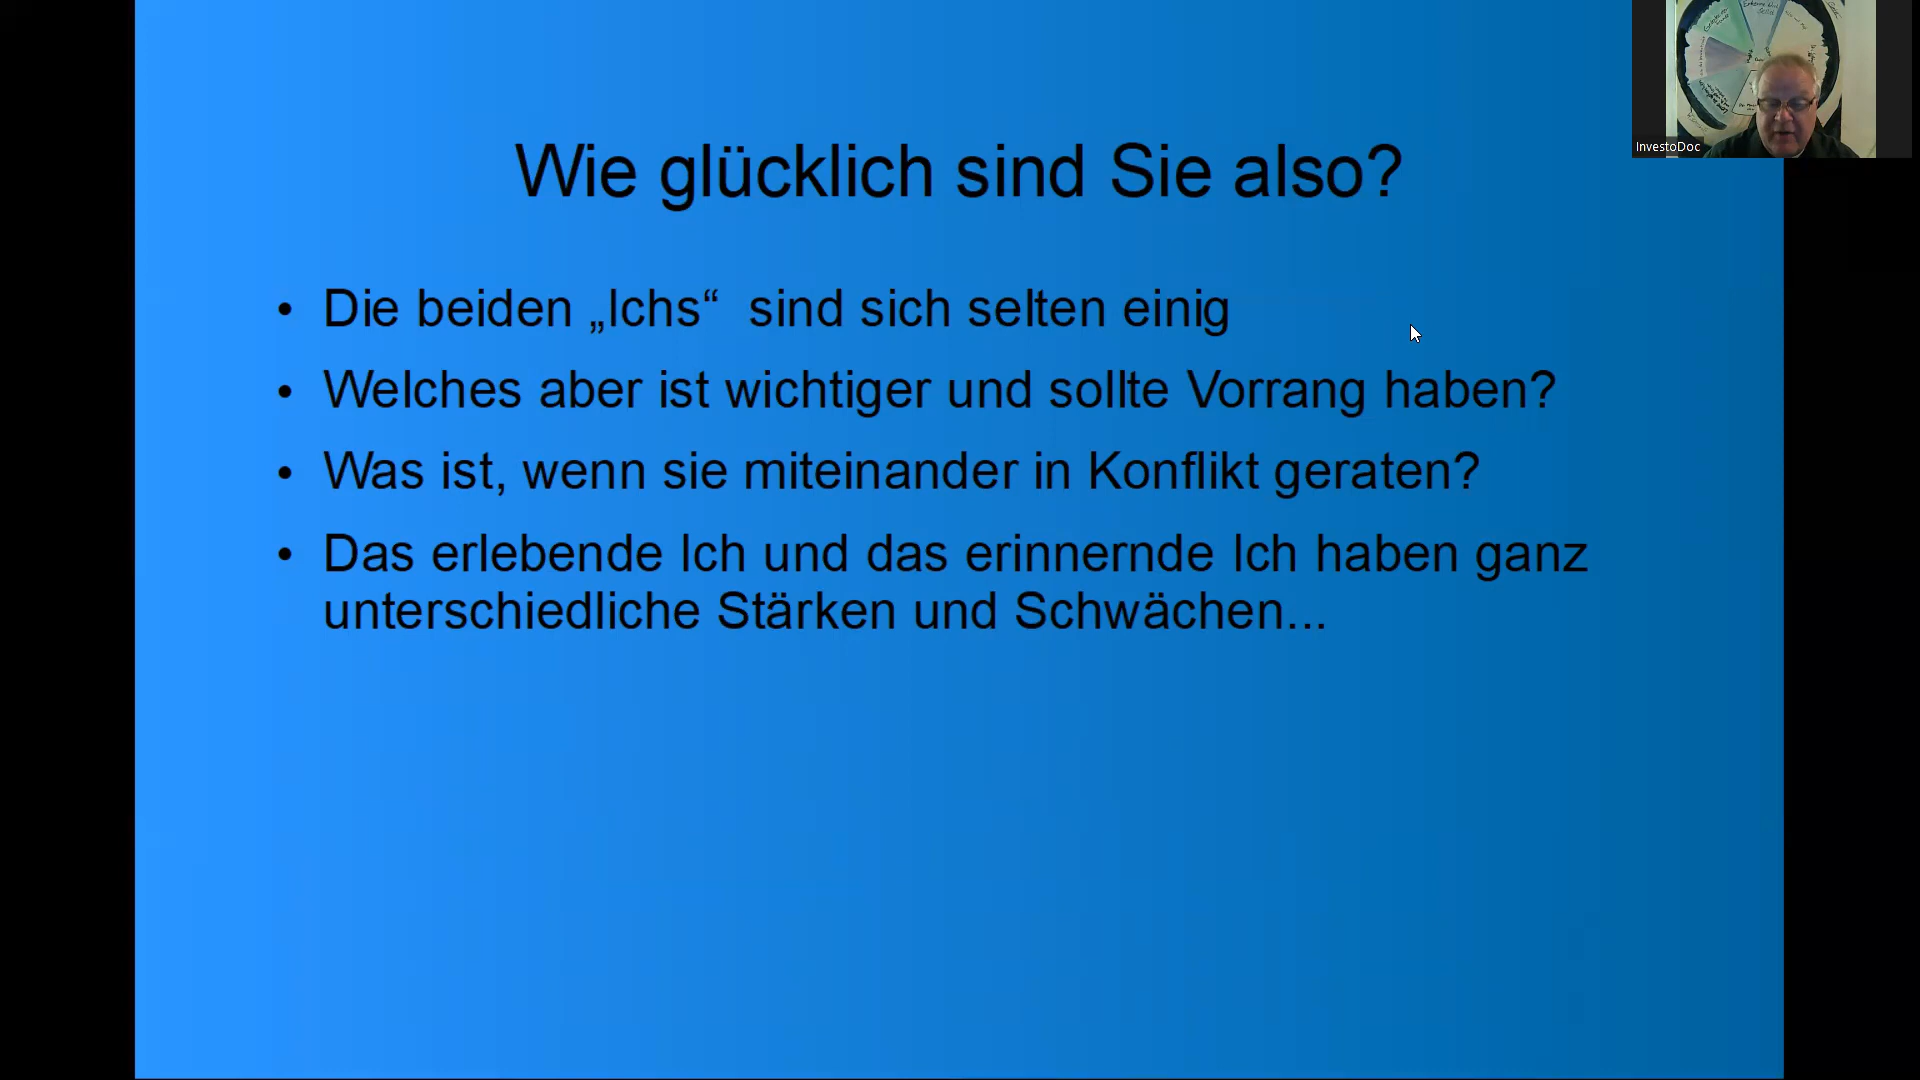 Wie glücklich sind Sie also?
• Die beiden „Ichs“  sind sich selten einig
• Welches aber ist wichtiger und sollte Vorrang haben?
• Was ist, wenn sie miteinander in Konflikt geraten?
• Das erlebende Ich und das erinnernde Ich haben ganz
unterschiedliche Stärken und Schwächen...
InvestoDoc